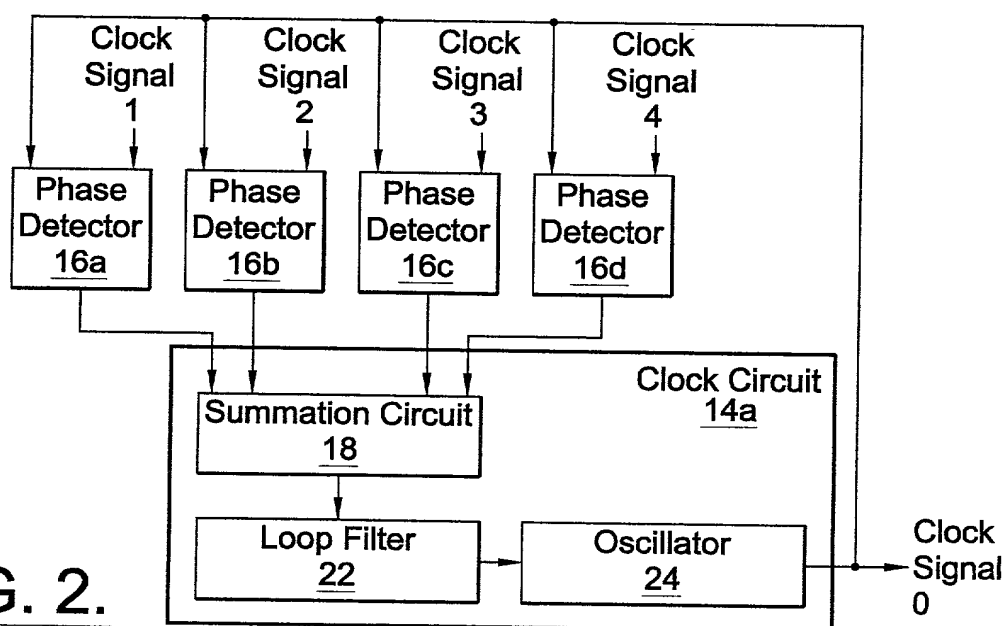 Clock
Signal
1
Clock
Signal
2
Clock
Signal
3
Clock
Signal
4
Phase
Detector
16a
Phase
Detector
16b
Phase
Detector
16c
Phase
Detector
16d
Clock Circuit
14a
Summation Circuit
18
Loop Filter
22
Oscillator
24
Clock
Signal
0
G. 2.